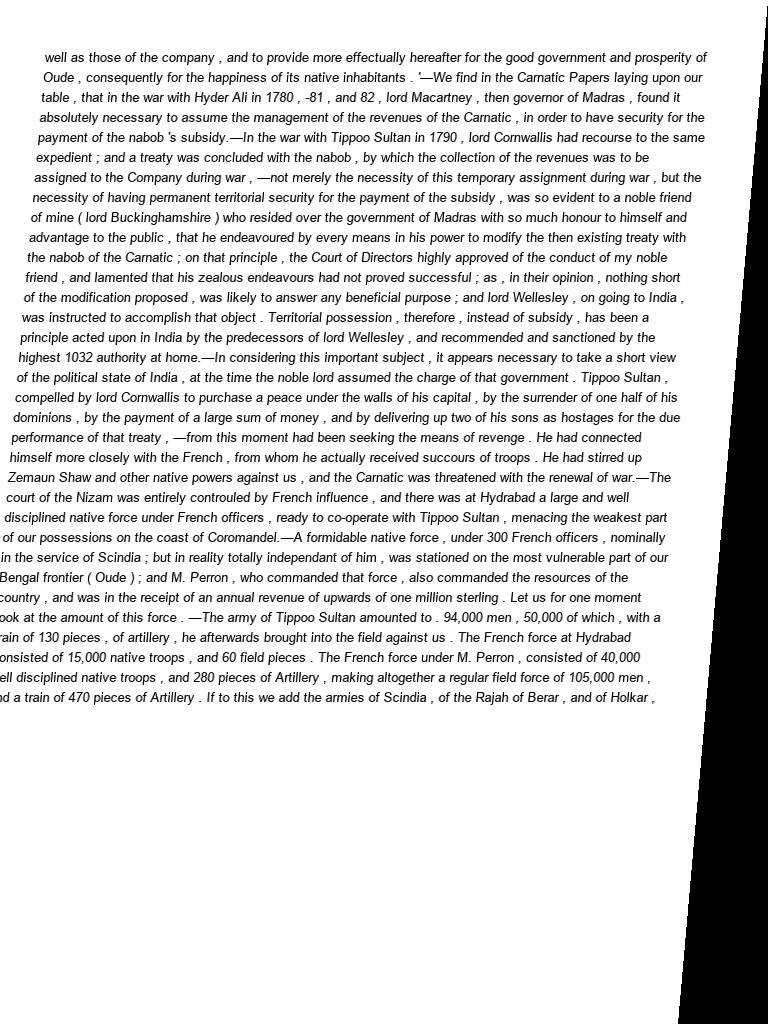 well as those of the company , and to provide more effectually hereafter for the good government and prosperity of
Oude , consequently for the happiness of its native inhabitants . '—We find in the Carnatic Papers laying upon our
table , that in the war with Hyder Ali in 1780 , -81 , and 82 , lord Macartney , then governor of Madras , found it
absolutely necessary to assume the management of the revenues of the Carnatic , in order to have security for the
payment of the nabob 's subsidy.—In the war with Tippoo Sultan in 1790 , lord Cornwallis had recourse to the same
expedient ; and a treaty was concluded with the nabob , by which the collection of the revenues was to be
assigned to the Company during war , —not merely the necessity of this temporary assignment during war , but the
necessity of having permanent territorial security for the payment of the subsidy , was so evident to a noble friend
of mine ( lord Buckinghamshire ) who resided over the government of Madras with so much honour to himself and
advantage to the public , that he endeavoured by every means in his power to modify the then existing treaty with
the nabob of the Carnatic ; on that principle , the Court of Directors highly approved of the conduct of my noble
friend , and lamented that his zealous endeavours had not proved successful ; as , in their opinion , nothing short
of the modification proposed , was likely to answer any beneficial purpose ; and lord Wellesley , on going to India ,
was instructed to accomplish that object . Territorial possession , therefore , instead of subsidy , has been a
principle acted upon in India by the predecessors of lord Wellesley , and recommended and sanctioned by the
highest 1032 authority at home.—In considering this important subject , it appears necessary to take a short view
of the political state of India , at the time the noble lord assumed the charge of that government . Tippoo Sultan ,
compelled by lord Cornwallis to purchase a peace under the walls of his capital , by the surrender of one half of his
dominions , by the payment of a large sum of money , and by delivering up two of his sons as hostages for the due
performance of that treaty , —from this moment had been seeking the means of revenge . He had connected
himself more closely with the French , from whom he actually received succours of troops . He had stirred up
Zemaun Shaw and other native powers against us , and the Carnatic was threatened with the renewal of war.—The
court of the Nizam was entirely controuled by French influence , and there was at Hydrabad a large and well
disciplined native force under French officers , ready to co-operate with Tippoo Sultan , menacing the weakest part
of our possessions on the coast of Coromandel.—A formidable native force , under 300 French officers , nominally
in the service of Scindia ; but in reality totally independant of him , was stationed on the most vulnerable part of our
Bengal frontier ( Oude ) ; and M. Perron , who commanded that force , also commanded the resources of the
country , and was in the receipt of an annual revenue of upwards of one million sterling . Let us for one moment
ook at the amount of this force . —The army of Tippoo Sultan amounted to . 94,000 men , 50,000 of which , with a
rain of 130 pieces , of artillery , he afterwards brought into the field against us . The French force at Hydrabad
onsisted of 15,000 native troops , and 60 field pieces . The French force under M. Perron , consisted of 40,000
ell disciplined native troops , and 280 pieces of Artillery , making altogether a regular field force of 105,000 men ,
nd a train of 470 pieces of Artillery . If to this we add the armies of Scindia , of the Rajah of Berar , and of Holkar ,